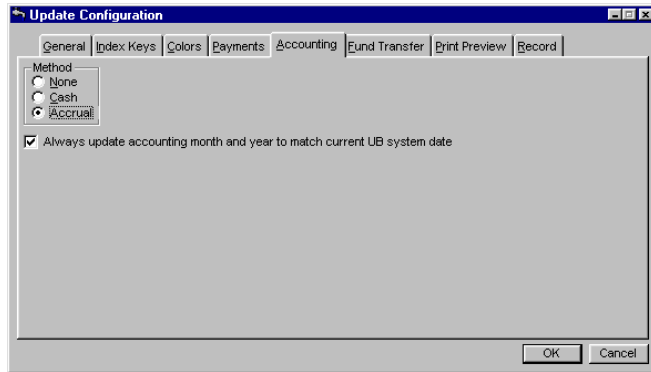 Update Configuration
General Index Keys Colors Payments Accounting Fund Transfer Print Preview Record
Method
None
Cash
Accrual
Always update accounting month and year to match current UB system date
OK Cancel